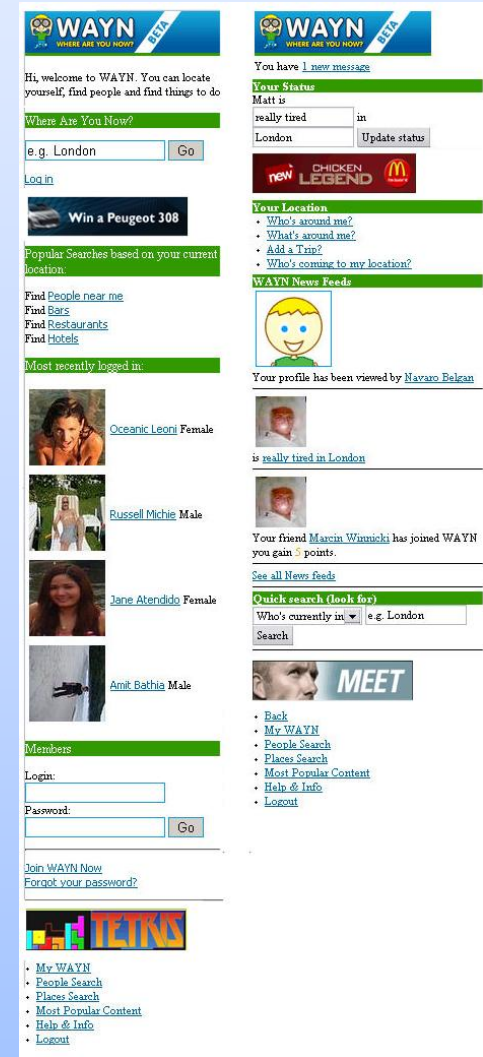 WAYN
WHERE ARE YOU NOW?
BETA
Hi, welcome to WAYN. You can locate
yourself, find people and find things to do
Where Are You Now?
e.g. London Go
Log in
Win a Peugeot 308
Popular Searches based on your current
location:
Find People near me
Find Bars
Find Restaurants
Find Hotels
Most recently logged in:
Oceanic Leoni Female
Russell Michie Male
Jane Atendido Female
Amit Bathia Male
Members
Login:
Password:
Go
Join WAYN Now
Forgot your password?
TETRIS
My WAYN
People Search
Places Search
Most Popular Content
Help & Info
Logout
WAYN
WHERE ARE YOU NOW?
BETA
You have 1 new message
Your Status
Matt is
really tired in
London Update status
new CHICKEN
LEGEND
Your Location
Who's around me?
What's around me?
Add a Trip?
Who's coming to my location?
WAYN News Feeds
Your profile has been viewed by Navaro Belgan
is really tired in London
Your friend Marcin Winnicki has joined WAYN
you gain 5 points.
See all News feeds
Quick search (look for)
Who's currently in e.g. London
Search
MEET
Back
My WAYN
People Search
Places Search
Most Popular Content
Help & Info
Logout